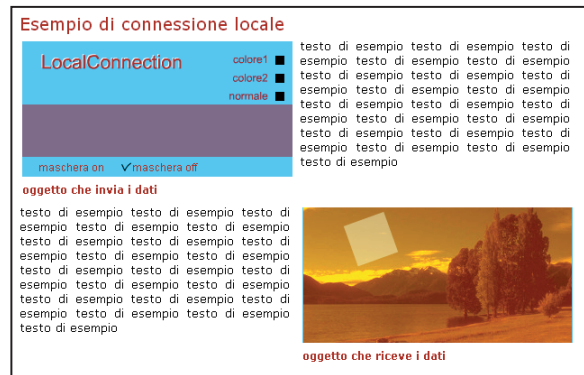 Esempio di connessione locale
LocalConnection
colore1
colore2
normale
maschera on maschera off
oggetto che invia i dati
testo di esempio testo di esempio testo di
esempio testo di esempio testo di esempio
testo di esempio testo di esempio testo di
esempio testo di esempio testo di esempio
testo di esempio testo di esempio testo di
esempio testo di esempio testo di esempio
testo di esempio testo di esempio testo di
esempio testo di esempio testo di esempio
testo di esempio
testo di esempio testo di esempio testo di
esempio testo di esempio testo di esempio
testo di esempio testo di esempio testo di
esempio testo di esempio testo di esempio
testo di esempio testo di esempio testo di
esempio testo di esempio testo di esempio
testo di esempio testo di esempio testo di
esempio testo di esempio testo di esempio
testo di esempio
oggetto che riceve i dati